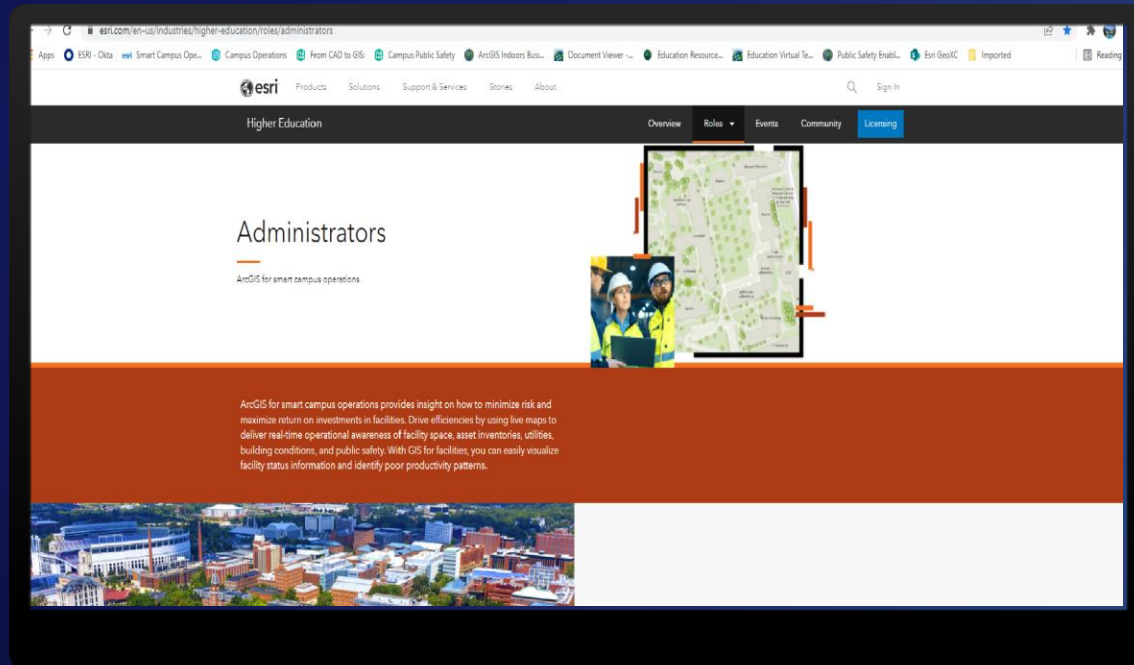 esri.com/en-us/industries/higher-education/roles/administrators
Apps ESRI - Okta esri Smart Campus Ope... Campus Operations From CAD to GIS: Campus Public Safety ArcGIS Indoors Busi... Document Viewer -... Education Resource... Education Virtual Te... Public Safety Enabl... Esri GeoXC Imported Reading
esri Products Solutions Support & Services Stories About Sign In
Higher Education Overview Roles Events Community Licensing
Administrators
ArcGIS for smart campus operations
ArcGIS for smart campus operations provides insight on how to minimize risk and
maximize return on investments in facilities. Drive efficiencies by using live maps to
deliver real-time operational awareness of facility space, asset inventories, utilities,
building conditions, and public safety. With GIS for facilities, you can easily visualize
facility status information and identify poor productivity patterns.